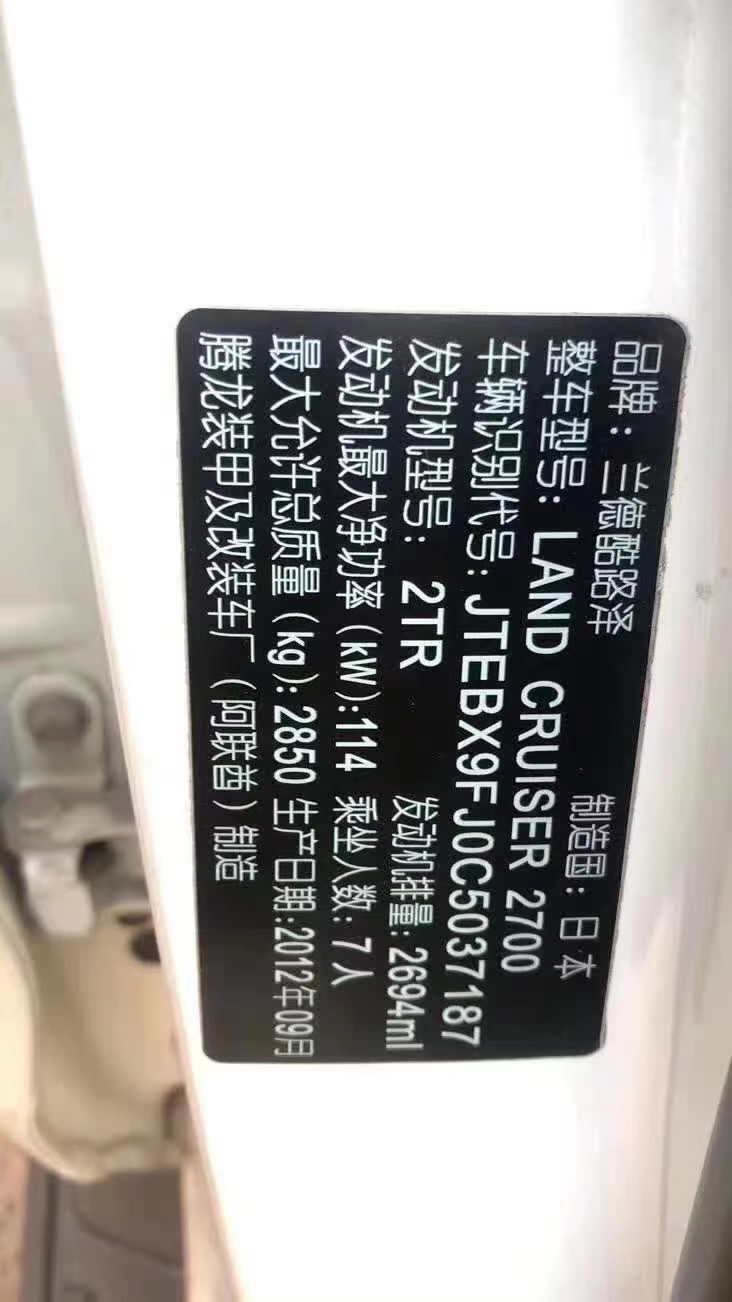 品牌：兰德酷路泽 制造国：日本
整车型号：LAND CRUISER 2700
车辆识别代号：JTEBX9FJ0C5037187
发动机型号：2TR 发动机排量：2694ml
发动机最大净功率（kW）:114 乘坐人数：7人
最大允许总质量（kg）：2850 生产日期:2012年09月
腾龙装甲及改装车厂（阿联酋）制造